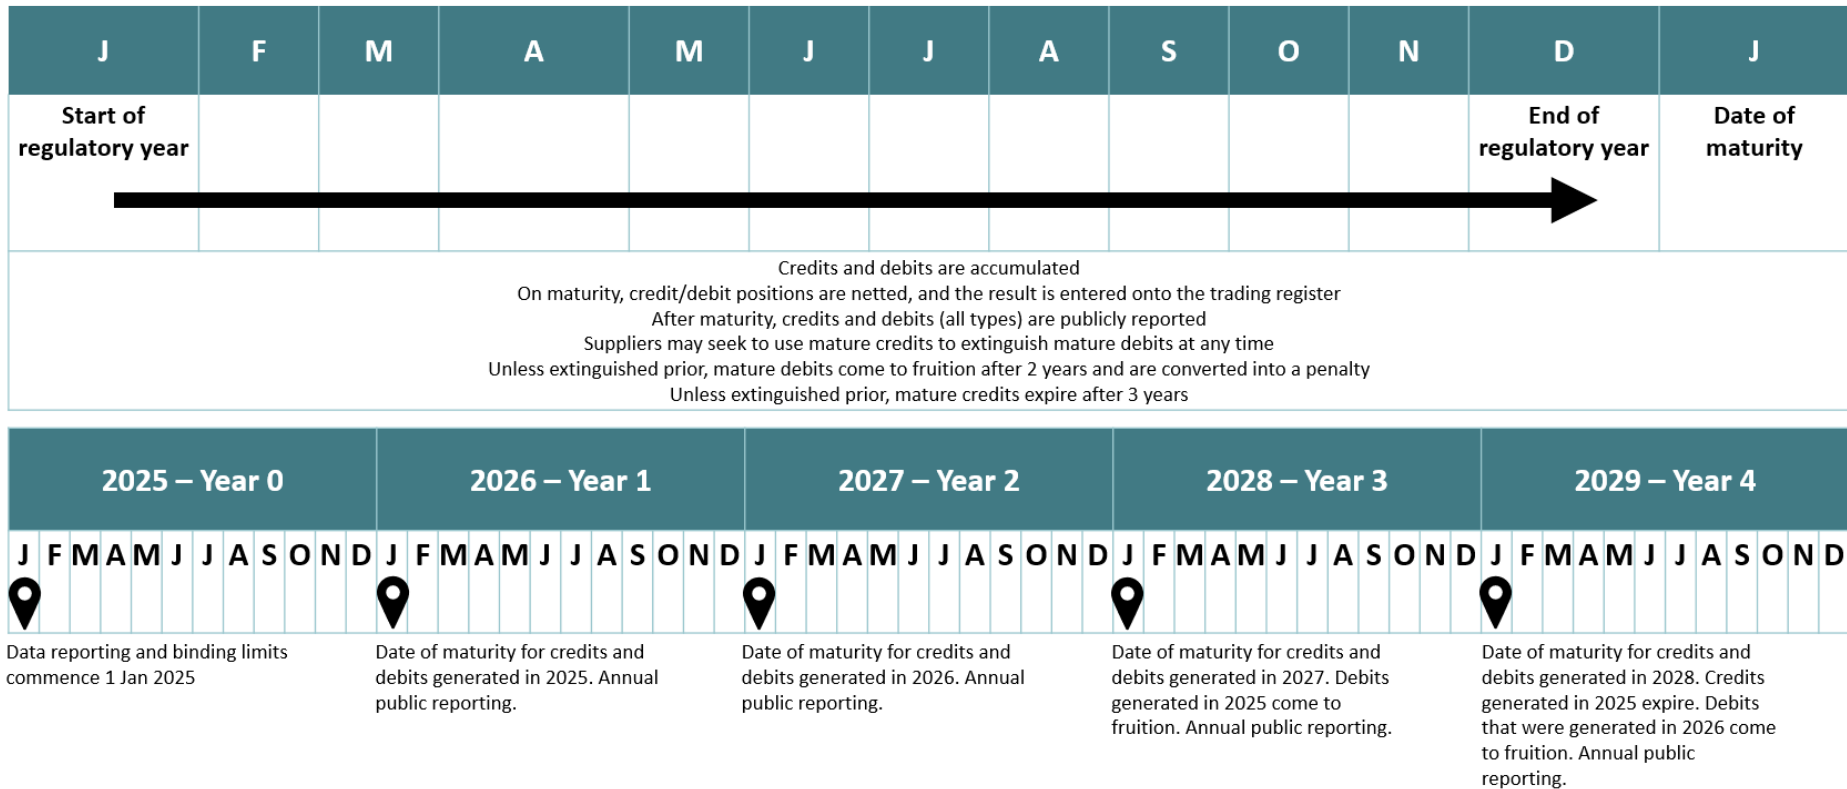 J F M A M J J A S O N D J
Start of
regulatory year
End of
regulatory year
Date of
maturity
Credits and debits are accumulated
On maturity, credit/debit positions are netted, and the result is entered onto the trading register
After maturity, credits and debits (all types) are publicly reported
Suppliers may seek to use mature credits to extinguish mature debits at any time
Unless extinguished prior, mature debits come to fruition after 2 years and are converted into a penalty
Unless extinguished prior, mature credits expire after 3 years
2025 – Year 0 2026 – Year 1 2027 – Year 2 2028 – Year 3 2029 – Year 4
J F M A M J J A S O N D J F M A M J J A S O N D J F M A M J J A S O N D J F M A M J J A S O N D J F M A M J J A S O N D
Data reporting and binding limits
commence 1 Jan 2025
Date of maturity for credits and
debits generated in 2025. Annual
public reporting.
Date of maturity for credits and
debits generated in 2026. Annual
public reporting.
Date of maturity for credits and
debits generated in 2027. Debits
generated in 2025 come to
fruition. Annual public reporting.
Date of maturity for credits and
debits generated in 2028. Credits
generated in 2025 expire. Debits
that were generated in 2026 come
to fruition. Annual public
reporting.